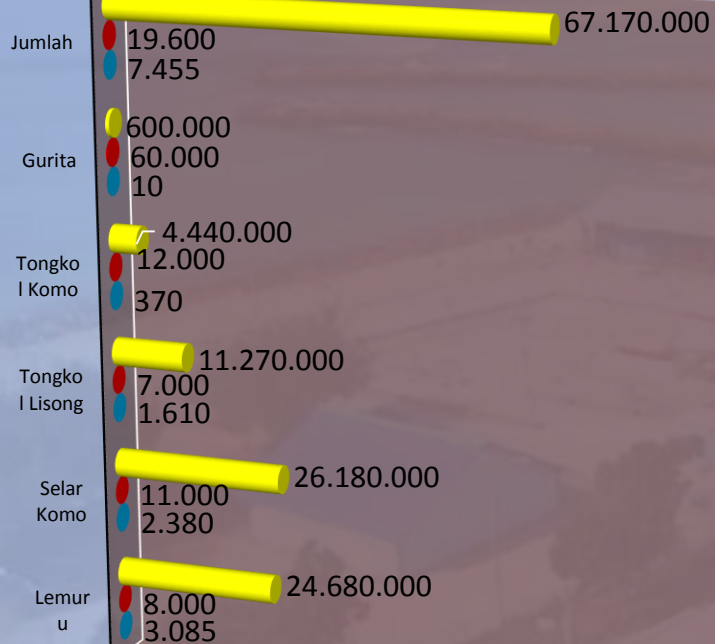 Jumlah
67.170.000
19.600
7.455
Gurita
600.000
60.000
10
Tongko
l Komo
4.440.000
12.000
370
Tongko
l Lisong
11.270.000
7.000
1.610
Selar
Komo
26.180.000
11.000
2.380
Lemur
u
24.680.000
8.000
3.085